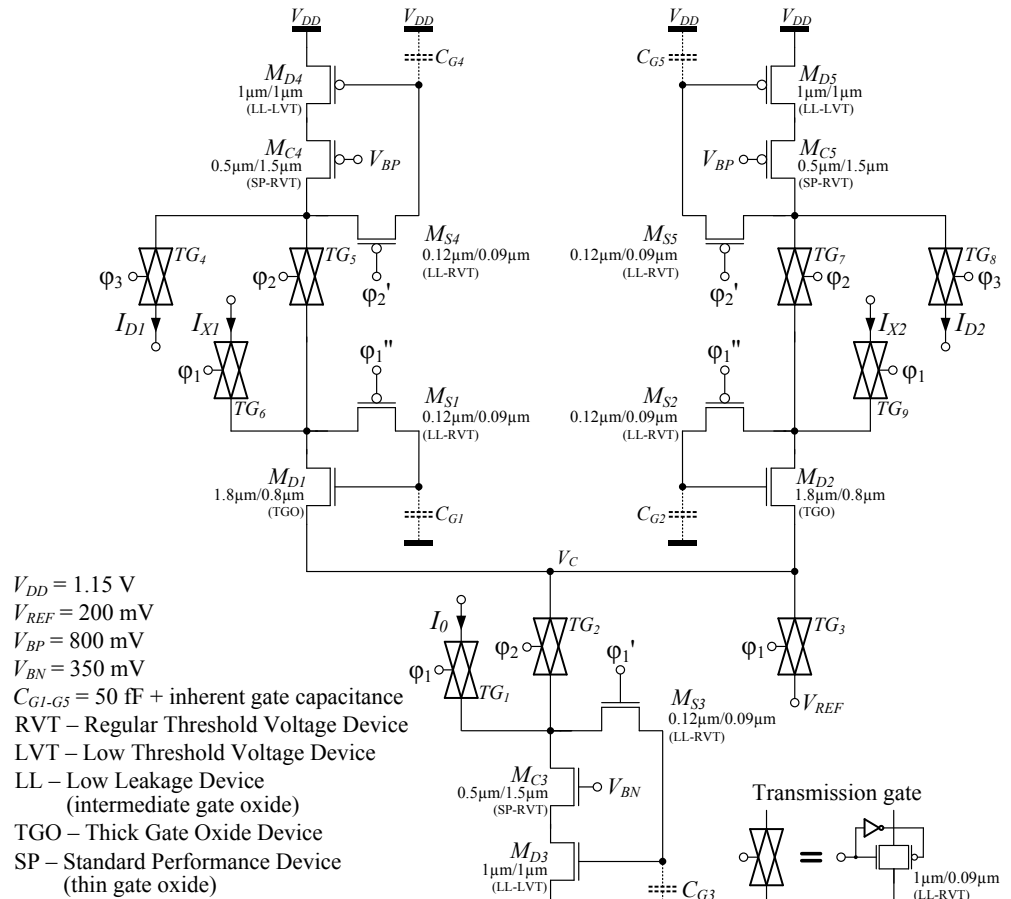 V_DD V_DD V_DD V_DD
C_G4 C_G5
M_D4 1μm/1μm (LL-LVT)
M_D5 1μm/1μm (LL-LVT)
M_C4 0.5μm/1.5μm (SP-RVT)
V_BP
V_BP
M_C5 0.5μm/1.5μm (SP-RVT)
TG_4 φ3 I_D1
TG_5 φ2
M_S4 0.12μm/0.09μm (LL-RVT) φ2'
M_S5 0.12μm/0.09μm (LL-RVT) φ2'
TG_7 φ2
TG_8 φ3 I_D2
I_X1 φ1 TG_6
φ1'' M_S1 0.12μm/0.09μm (LL-RVT)
φ1'' M_S2 0.12μm/0.09μm (LL-RVT)
I_X2 φ1 TG_9
M_D1 1.8μm/0.8μm (TGO)
C_G1
C_G2
M_D2 1.8μm/0.8μm (TGO)
V_C
I_0 φ1 TG_1
φ2 TG_2
φ1' M_S3 0.12μm/0.09μm (LL-RVT)
φ1 TG_3 V_REF
M_C3 0.5μm/1.5μm (SP-RVT) V_BN
M_D3 1μm/1μm (LL-LVT)
C_G3
V_DD = 1.15 V
V_REF = 200 mV
V_BP = 800 mV
V_BN = 350 mV
C_G1-G5 = 50 fF + inherent gate capacitance
RVT – Regular Threshold Voltage Device
LVT – Low Threshold Voltage Device
LL – Low Leakage Device
(intermediate gate oxide)
TGO – Thick Gate Oxide Device
SP – Standard Performance Device
(thin gate oxide)
Transmission gate
=
1μm/0.09μm
(LL-RVT)